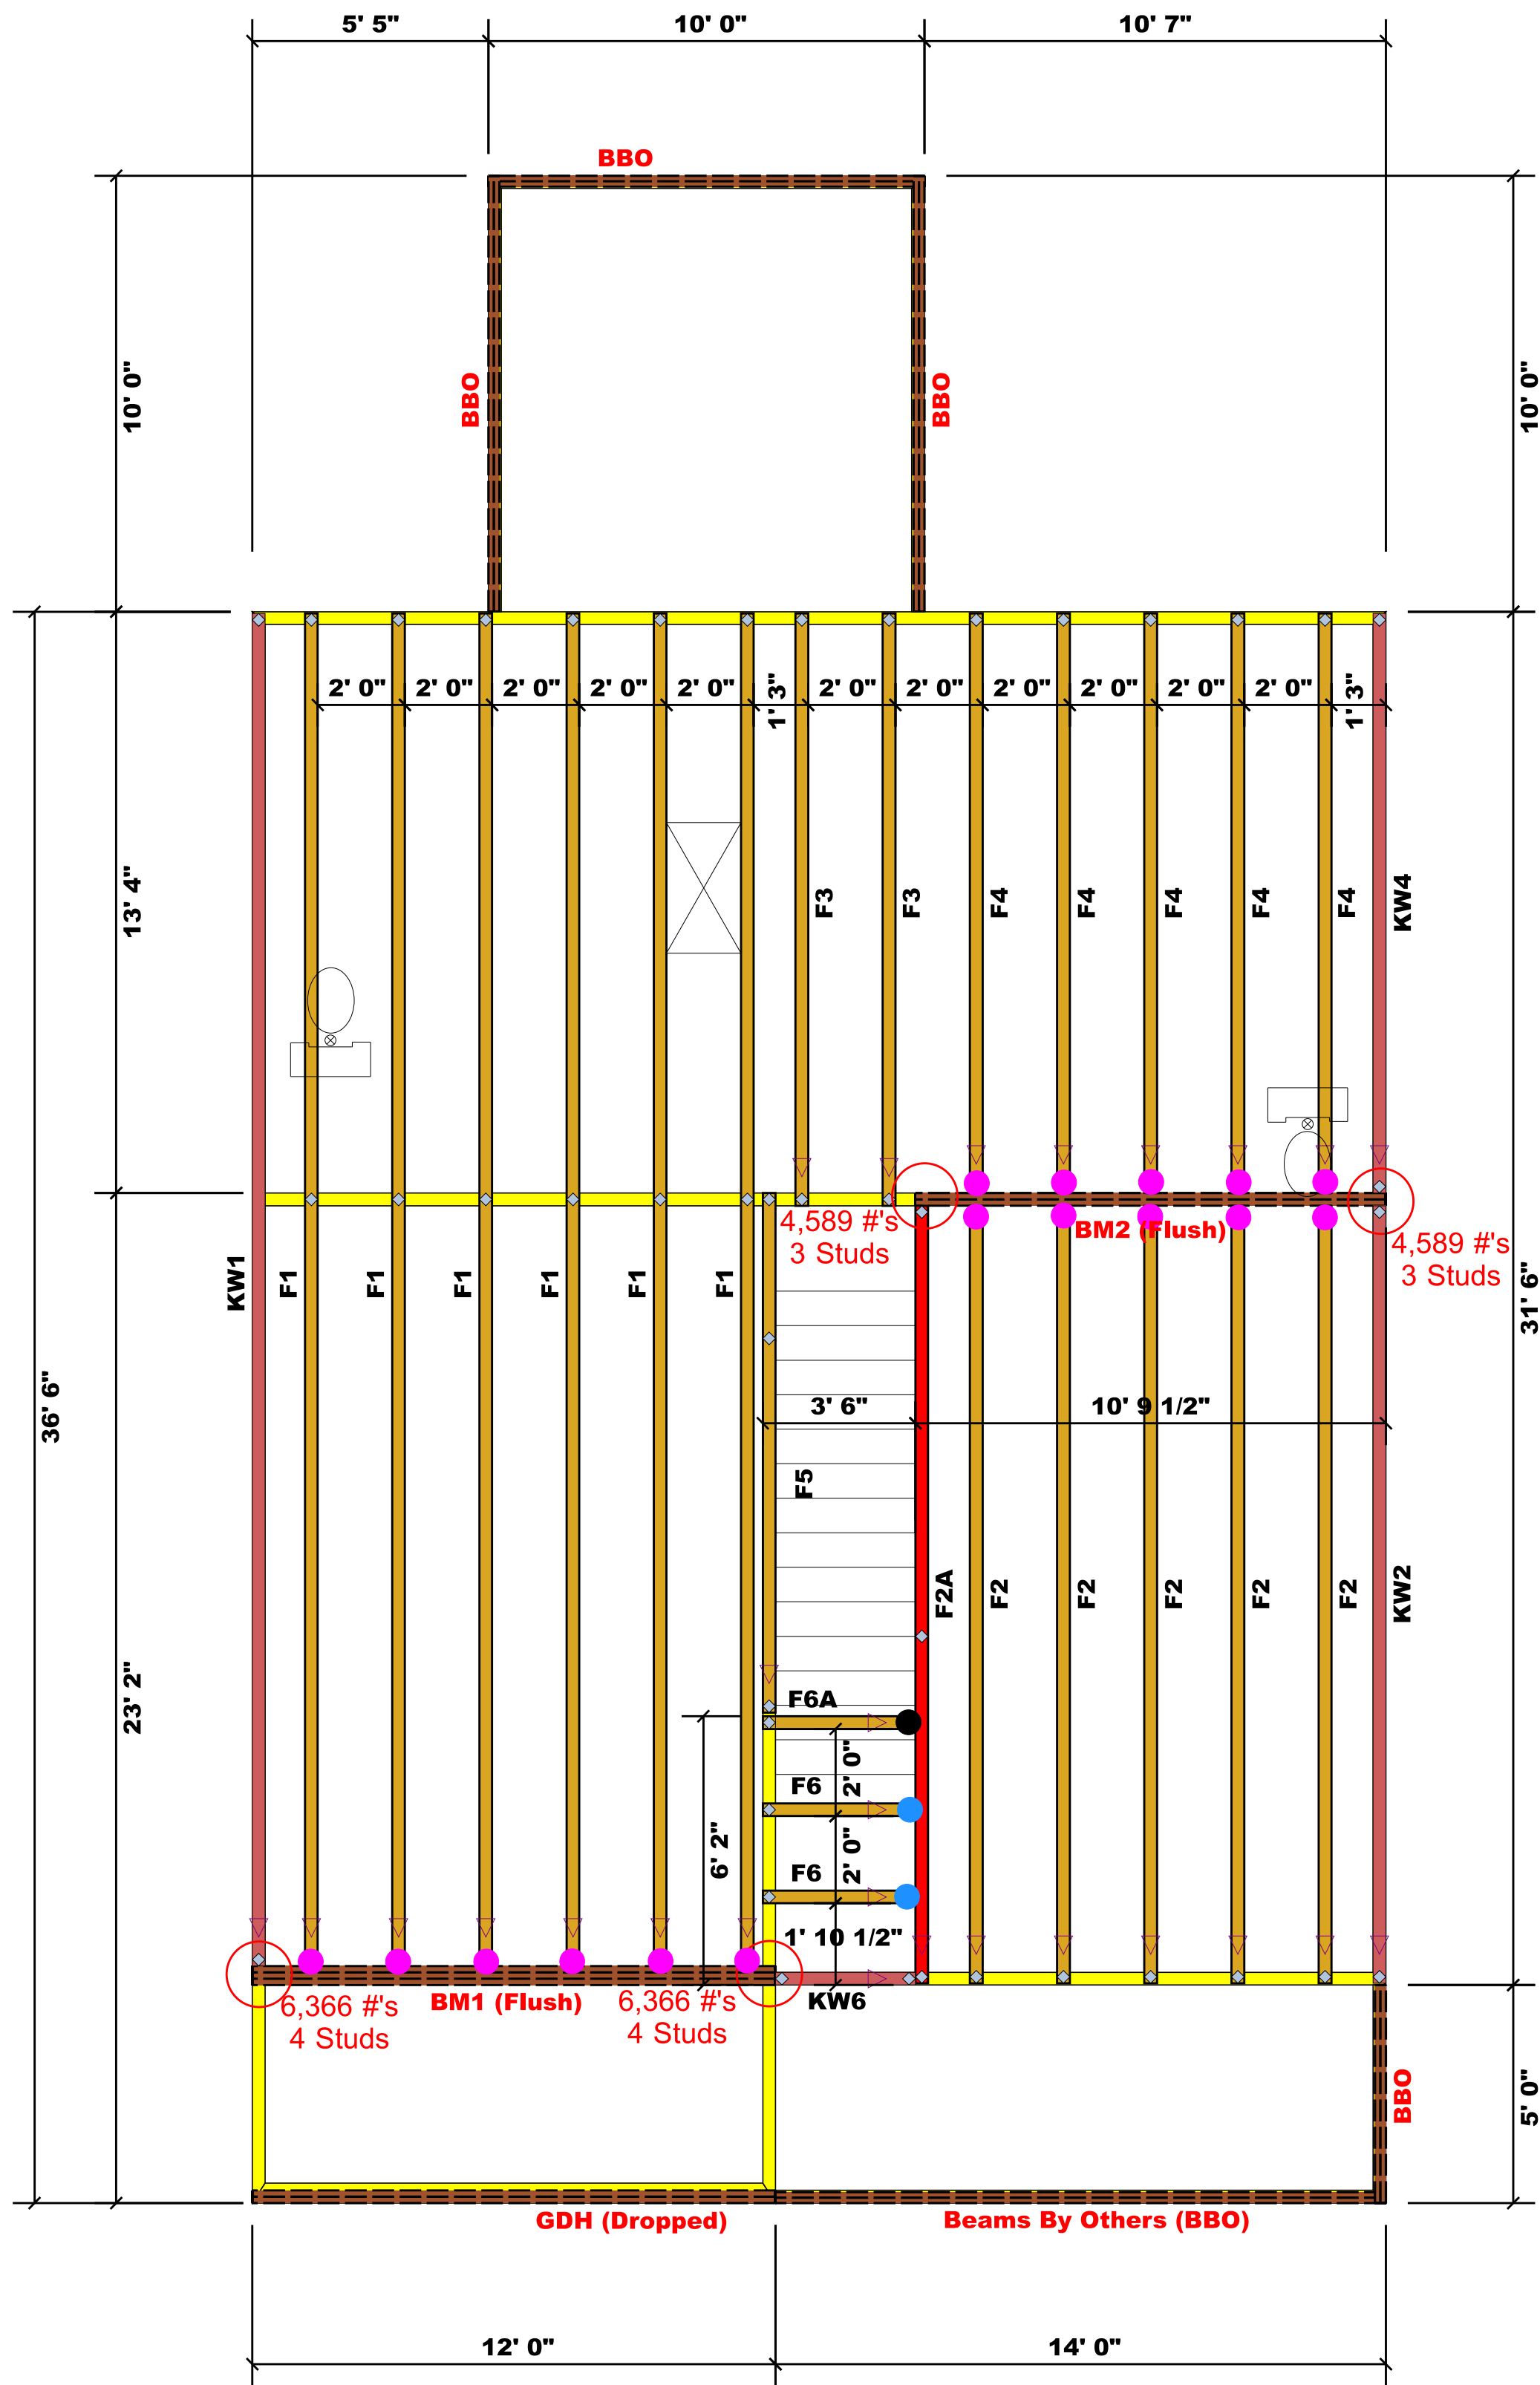 5' 5"
10' 0"
10' 7"
BBO
10' 0"
BBO
BBO
10' 0"
2' 0"
2' 0"
2' 0"
2' 0"
2' 0"
1' 3"
2' 0"
2' 0"
2' 0"
2' 0"
2' 0"
2' 0"
1' 3"
13' 4"
F3
F3
F4
F4
F4
F4
F4
KW4
4,589 #'s
3 Studs
BM2 (Flush)
4,589 #'s
3 Studs
KW1
F1
F1
F1
F1
F1
F1
31' 6"
36' 6"
3' 6"
10' 9 1/2"
F5
F2A
F2
F2
F2
F2
F2
KW2
23' 2"
F6A
2' 0"
F6
6' 2"
2' 0"
F6
1' 10 1/2"
6,366 #'s
4 Studs
BM1 (Flush)
6,366 #'s
4 Studs
KW6
BBO
5' 0"
GDH (Dropped)
Beams By Others (BBO)
12' 0"
14' 0"